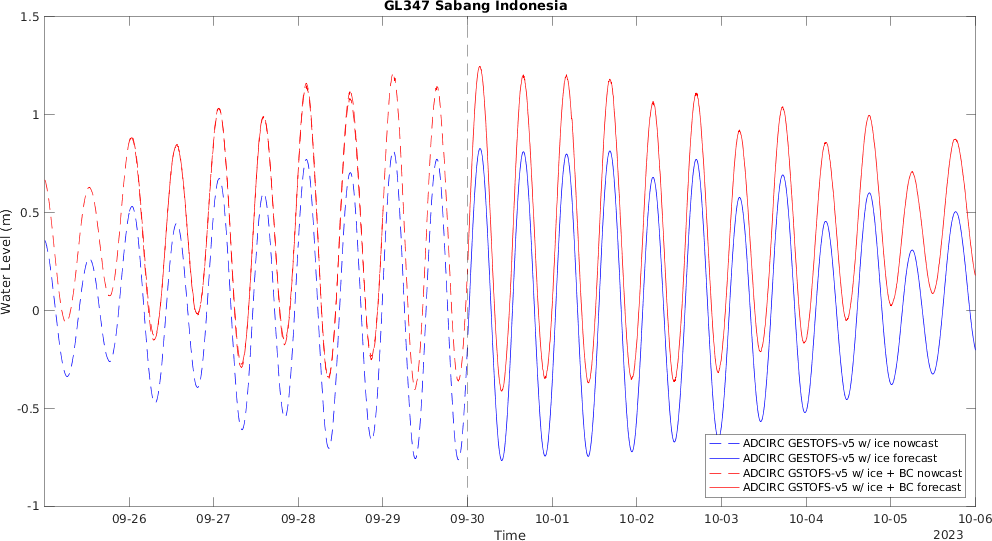 GL347 Sabang Indonesia
1.5
1
0.5
0
-0.5
-1
Water Level (m)
ADCIRC GESTOFS-v5 w/ ice nowcast
ADCIRC GESTOFS-v5 w/ ice forecast
ADCIRC GSTOFS-v5 w/ ice + BC nowcast
ADCIRC GSTOFS-v5 w/ ice + BC forecast
09-26 09-27 09-28 09-29 09-30 10-01 10-02 10-03 10-04 10-05 10-06
Time
2023